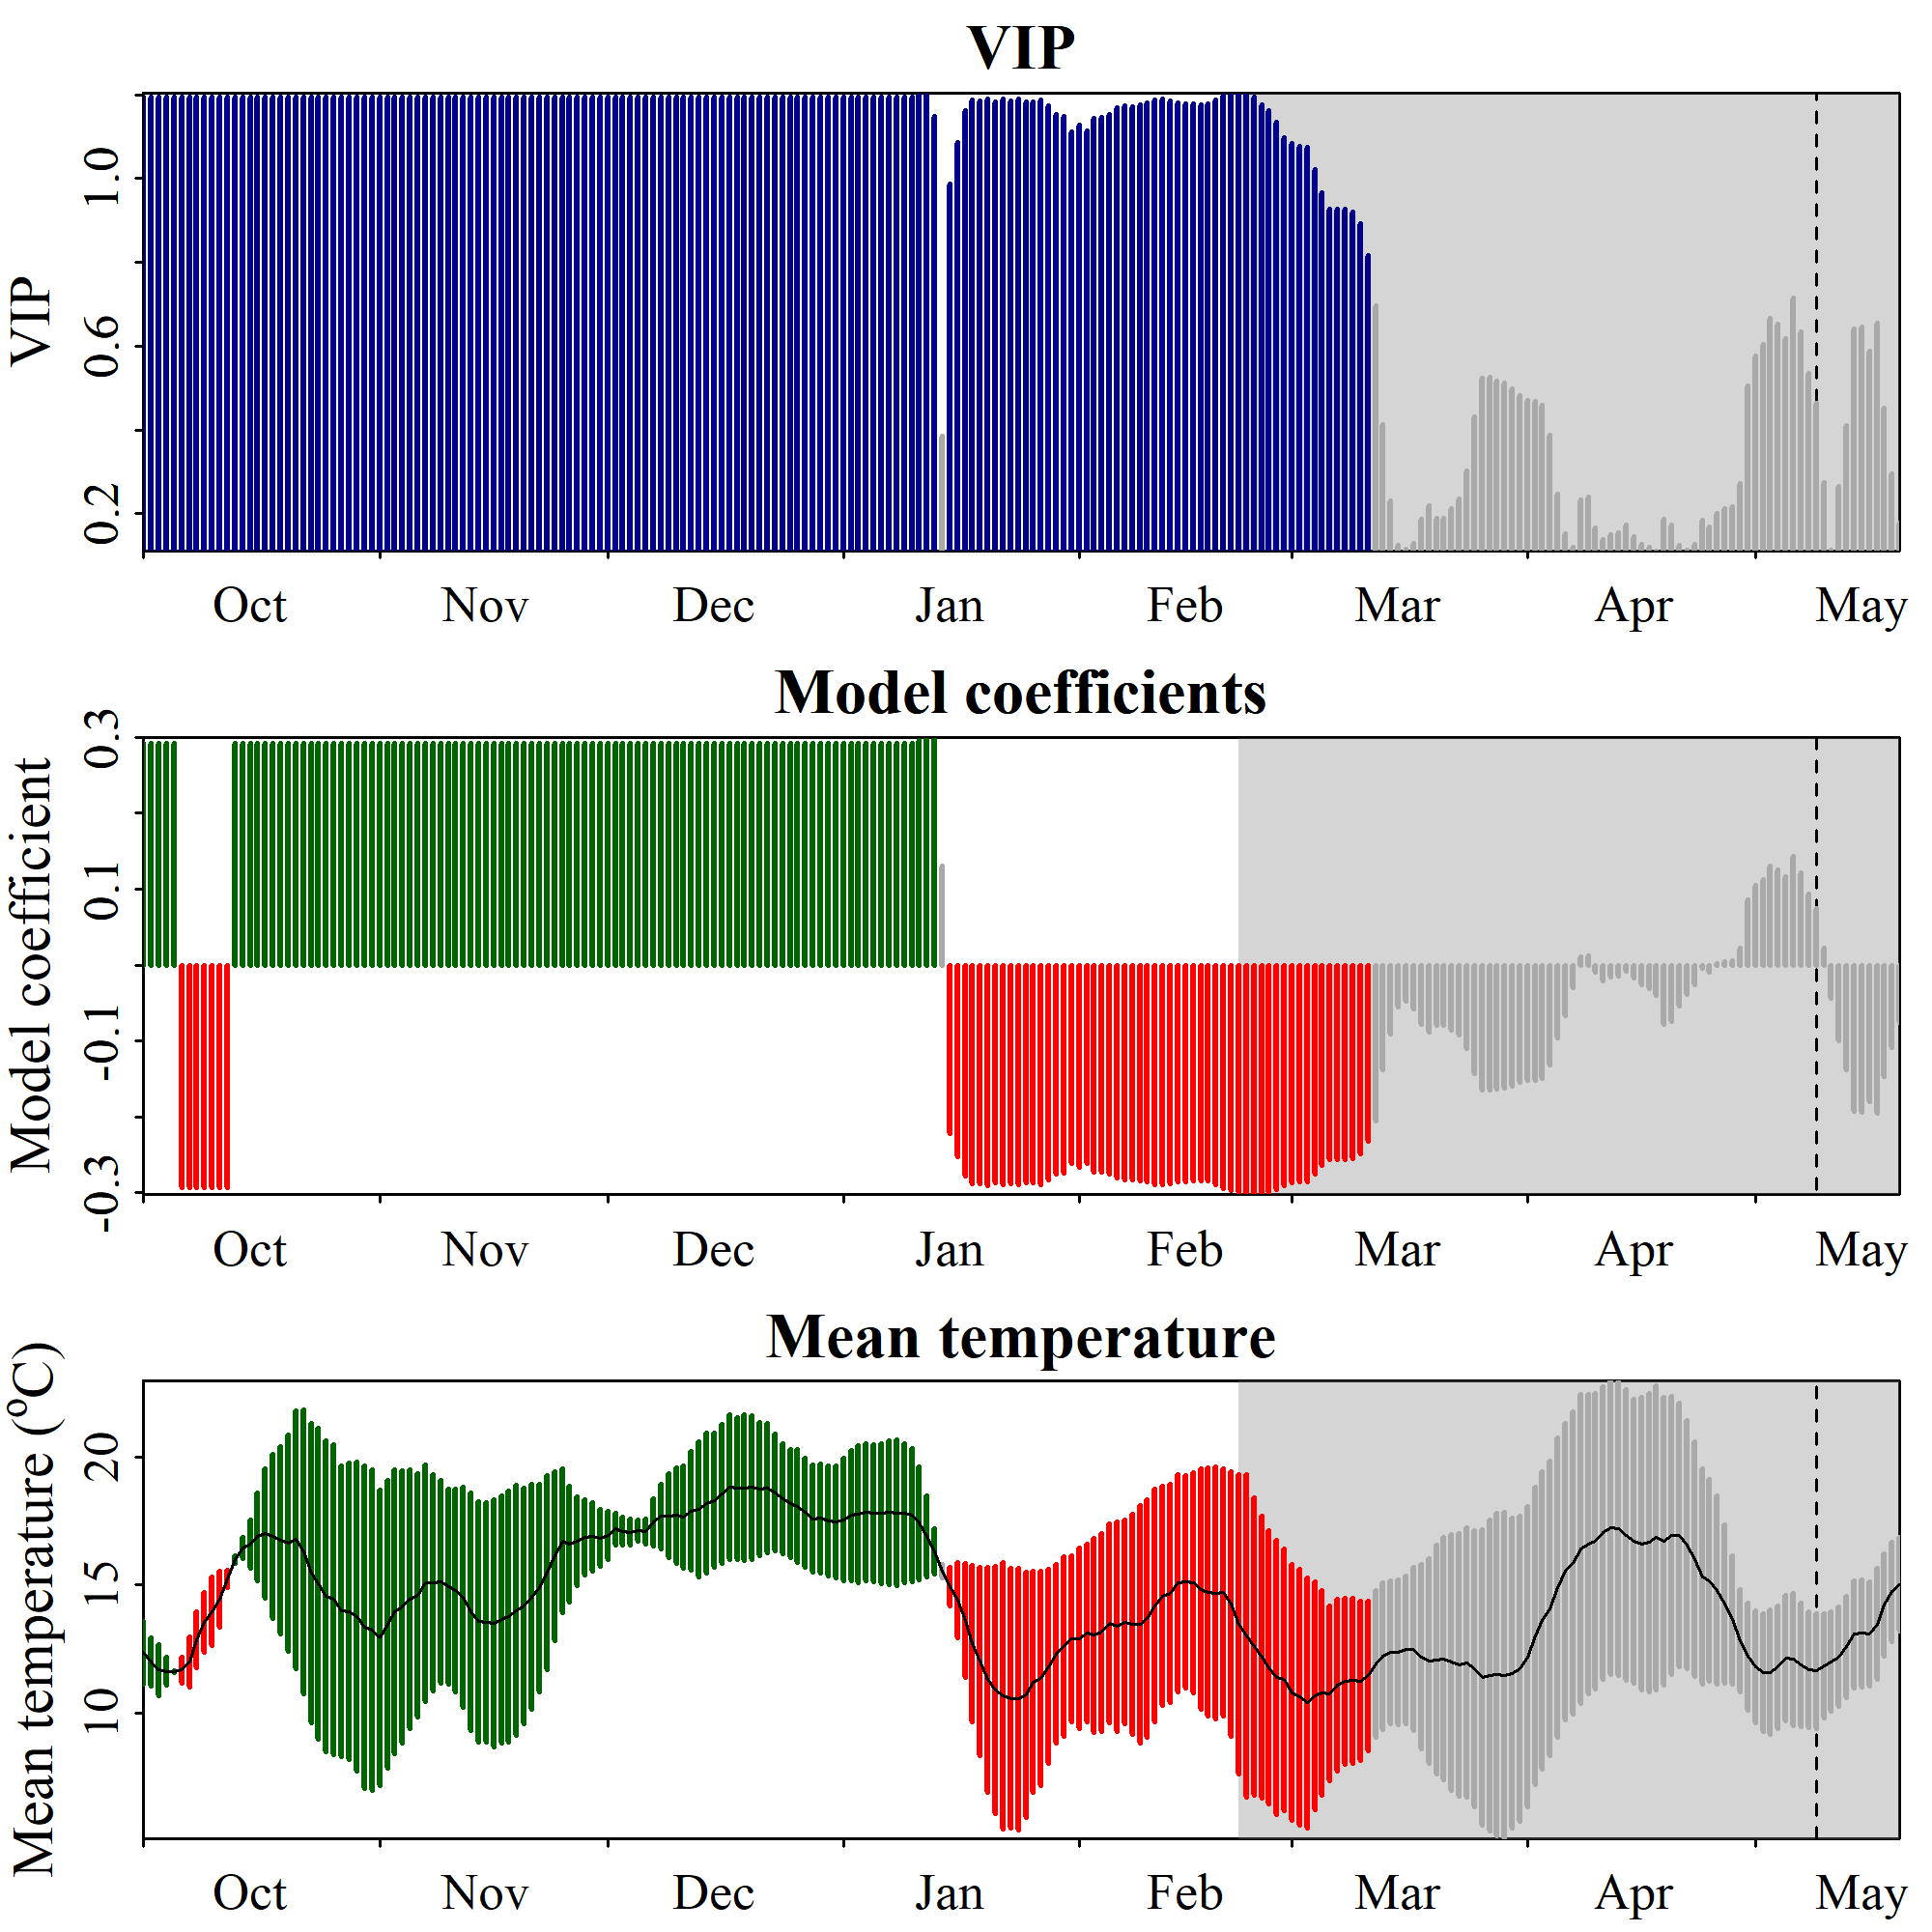 VIP
VIP
1.0
0.6
0.2
Oct Nov Dec Jan Feb Mar Apr May
Model coefficients
Model coefficient
0.3
0.1
-0.1
-0.3
Oct Nov Dec Jan Feb Mar Apr May
Mean temperature
Mean temperature (°C)
20
15
10
Oct Nov Dec Jan Feb Mar Apr May